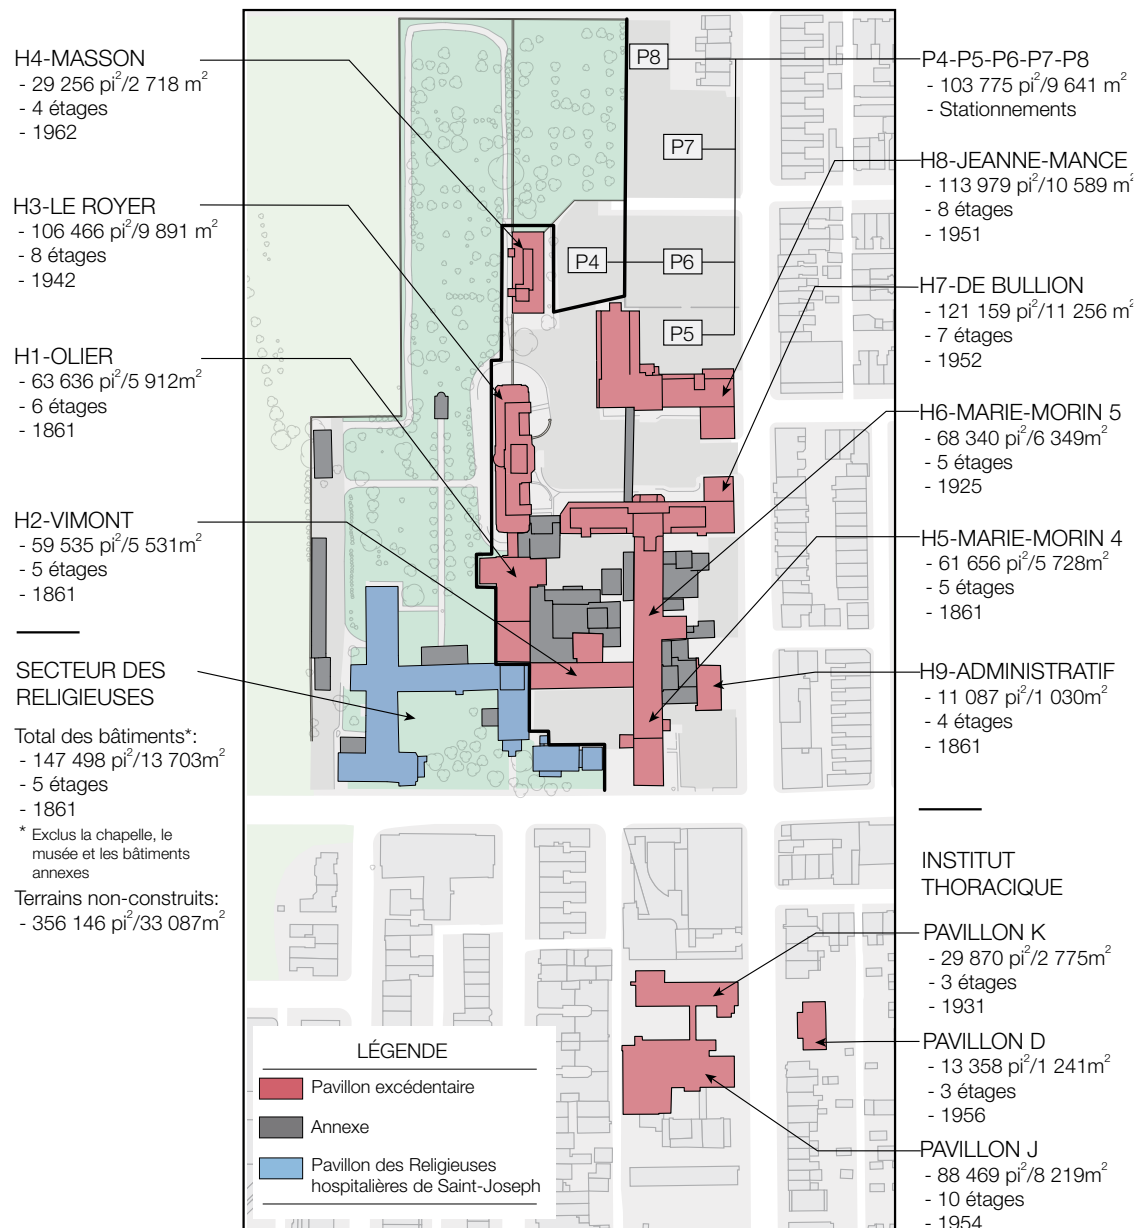 H4-MASSON
- 29 256 pi²/2 718 m²
- 4 étages
- 1962
H3-LE ROYER
- 106 466 pi²/9 891 m²
- 8 étages
- 1942
H1-OLIER
- 63 636 pi²/5 912m²
- 6 étages
- 1861
H2-VIMONT
- 59 535 pi²/5 531m²
- 5 étages
- 1861
SECTEUR DES
RELIGIEUSES
Total des bâtiments*:
- 147 498 pi²/13 703m²
- 5 étages
- 1861
* Exclus la chapelle, le
musée et les bâtiments
annexes
Terrains non-construits:
- 356 146 pi²/33 087m²
P8
P7
P4
P6
P5
LÉGENDE
Pavillon excédentaire
Annexe
Pavillon des Religieuses
hospitalières de Saint-Joseph
P4-P5-P6-P7-P8
- 103 775 pi²/9 641 m²
- Stationnements
H8-JEANNE-MANCE
- 113 979 pi²/10 589 m²
- 8 étages
- 1951
H7-DE BULLION
- 121 159 pi²/11 256 m²
- 7 étages
- 1952
H6-MARIE-MORIN 5
- 68 340 pi²/6 349m²
- 5 étages
- 1925
H5-MARIE-MORIN 4
- 61 656 pi²/5 728m²
- 5 étages
- 1861
H9-ADMINISTRATIF
- 11 087 pi²/1 030m²
- 4 étages
- 1861
INSTITUT
THORACIQUE
PAVILLON K
- 29 870 pi²/2 775m²
- 3 étages
- 1931
PAVILLON D
- 13 358 pi²/1 241m²
- 3 étages
- 1956
PAVILLON J
- 88 469 pi²/8 219m²
- 10 étages
- 1954